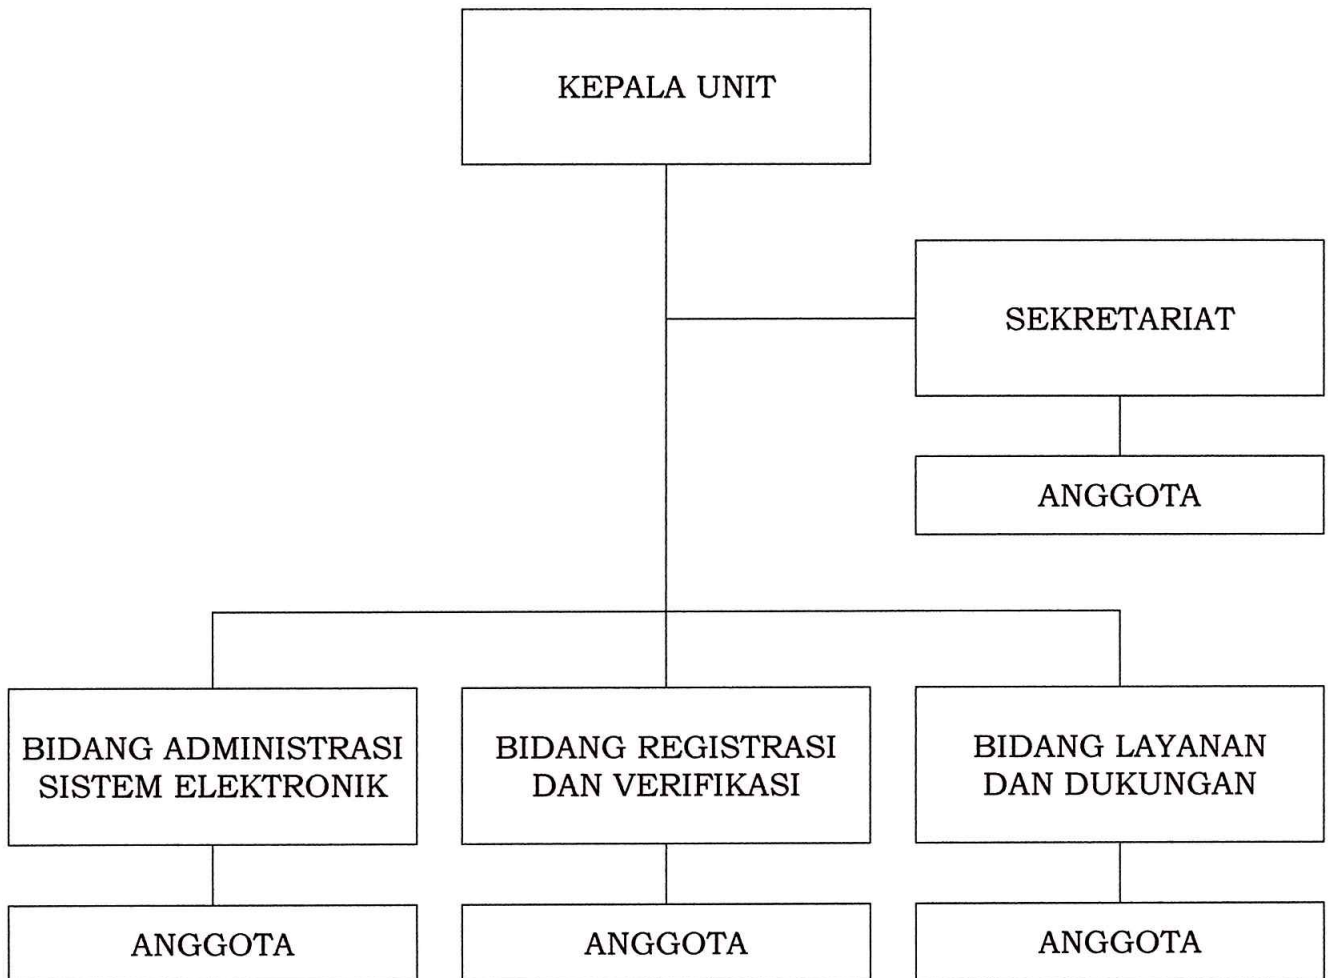 KEPALA UNIT
SEKRETARIAT
ANGGOTA
BIDANG ADMINISTRASI
SISTEM ELEKTRONIK
BIDANG REGISTRASI
DAN VERIFIKASI
BIDANG LAYANAN
DAN DUKUNGAN
ANGGOTA
ANGGOTA
ANGGOTA